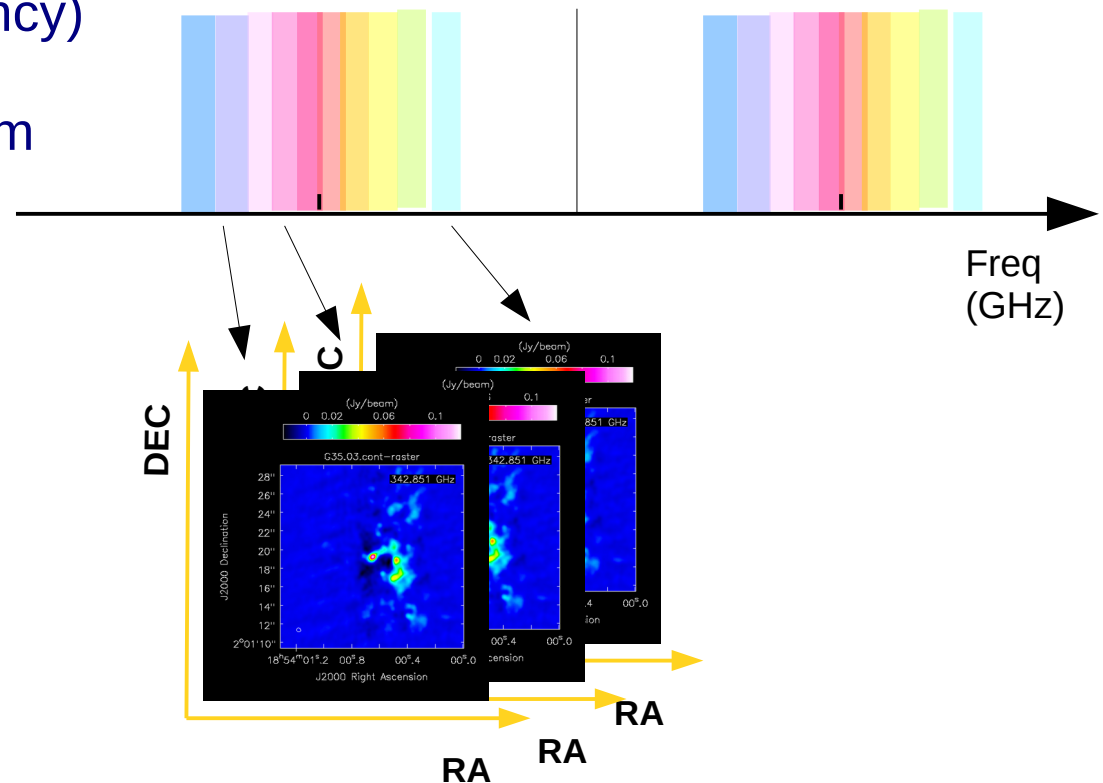 ncy)
m
Freq
(GHz)
C
DEC
(Jy/beam)
0 0.02 0.06 0.1
(Jy/beam)
0.1
(Jy/beam)
0 0.02 0.06 0.1
er
851 GHz
raster
342.851 GHz
G35.03.cont-raster
342.851 GHz
28"
26"
24"
22"
20"
18"
16"
14"
12"
2°01'10"
J2000 Declination
18h54m01s.2 00s.8 00s.4 00s.0
J2000 Right Ascension
00s.4 00s.0
cension
.4 00s.0
ion
RA
RA
RA